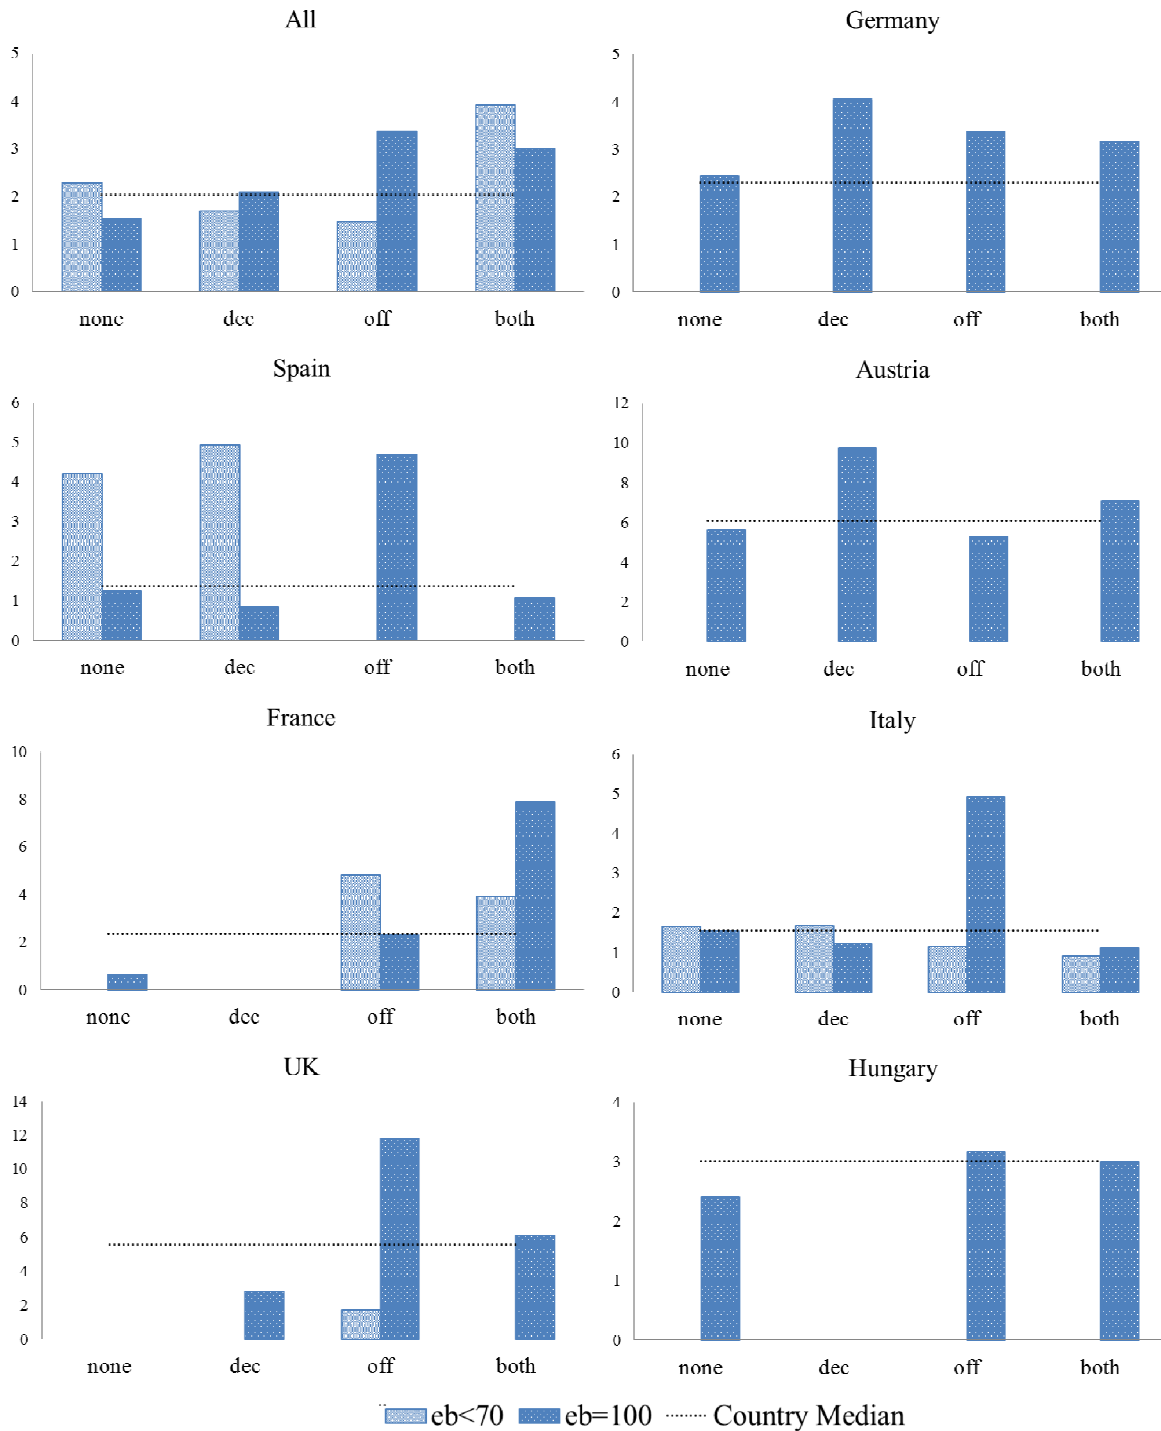 All
5
4
3
2
1
0
none
dec
off
both
Germany
5
4
3
2
1
0
none
dec
off
both
Spain
6
5
4
3
2
1
0
none
dec
off
both
Austria
12
10
8
6
4
2
0
none
dec
off
both
France
10
8
6
4
2
0
none
dec
off
both
Italy
6
5
4
3
2
1
0
none
dec
off
both
UK
14
12
10
8
6
4
2
0
none
dec
off
both
Hungary
4
3
2
1
0
none
dec
off
both
eb<70 eb=100 Country Median